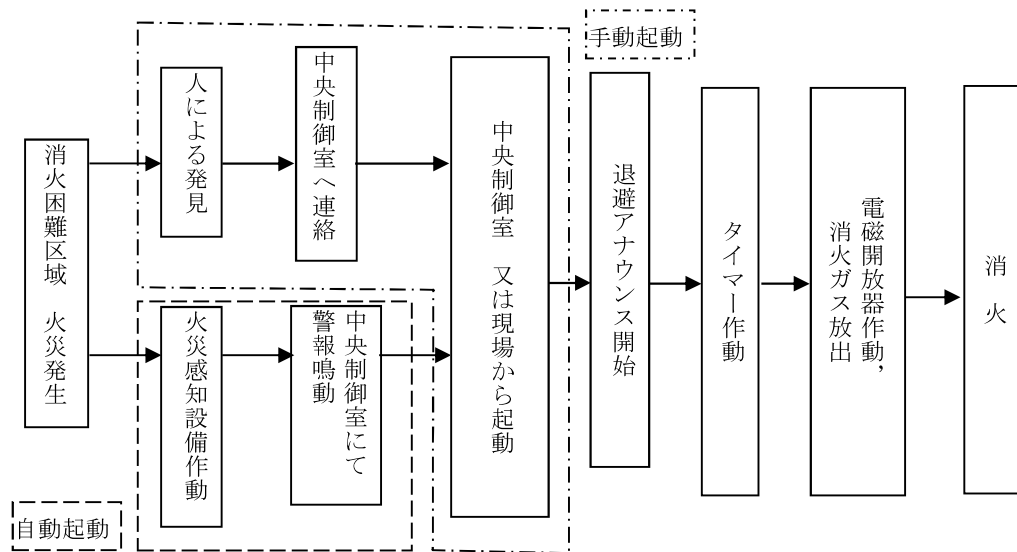 手動起動
消火困難区域　火災発生
人による発見
中央制御室へ連絡
火災感知設備作動
中央制御室にて
警報鳴動
中央制御室　又は現場から起動
退避アナウンス開始
タイマー作動
電磁開放器作動，
消火ガス放出
消火
自動起動